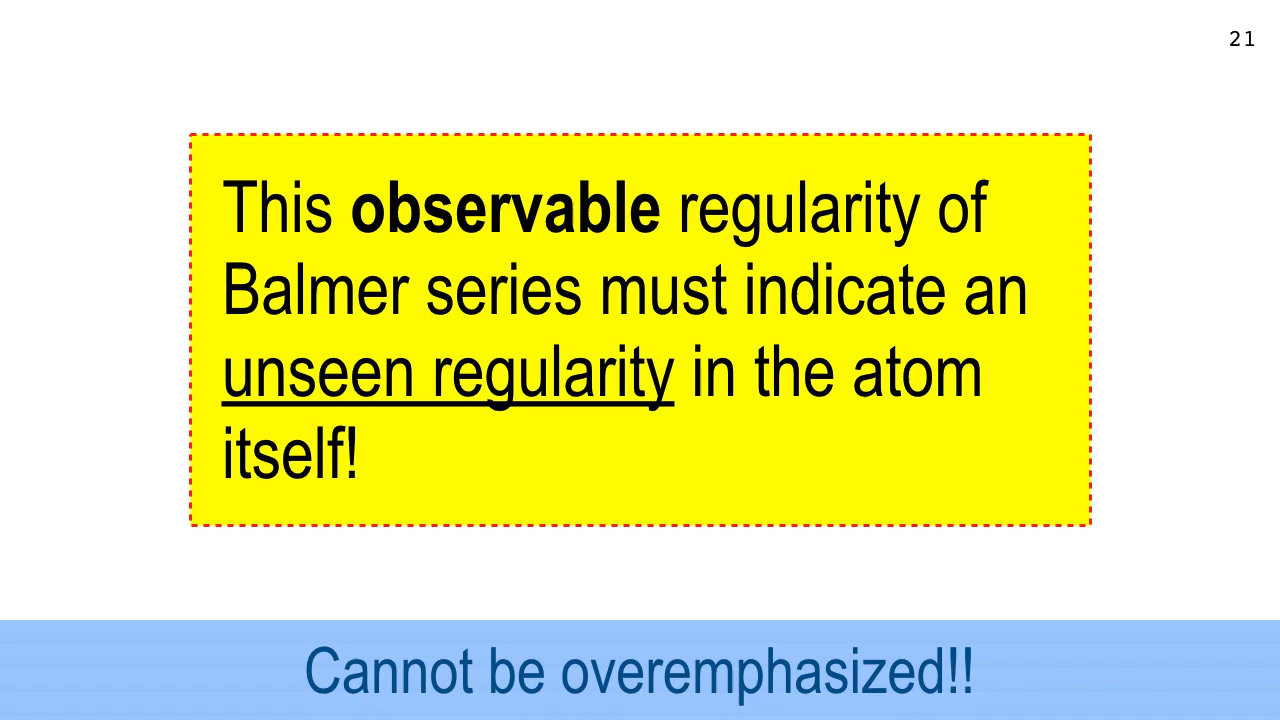 21
This observable regularity of
Balmer series must indicate an
unseen regularity in the atom
itself!
Cannot be overemphasized!!